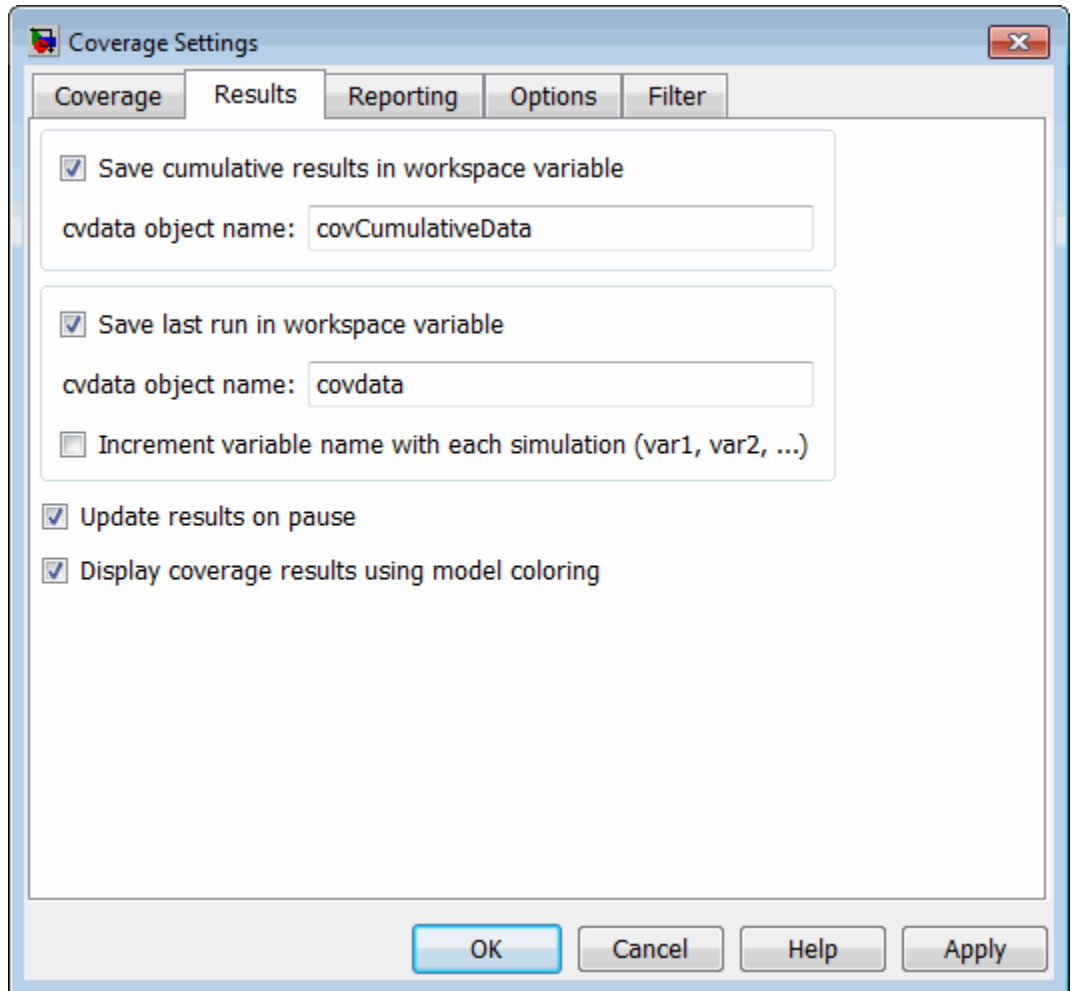 Coverage Settings
Coverage Results Reporting Options Filter
Save cumulative results in workspace variable
cvdata object name: covCumulativeData
Save last run in workspace variable
cvdata object name: covdata
Increment variable name with each simulation (var1, var2, ...)
Update results on pause
Display coverage results using model coloring
OK Cancel Help Apply